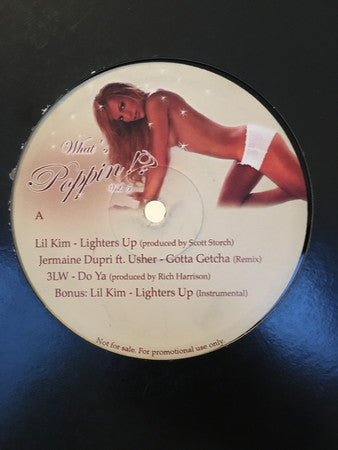 What's
Poppin!?
Vol. 5
A
Lil Kim - Lighters Up (produced by Scott Storch)
Jermaine Dupri ft. Usher - Gotta Getcha (Remix)
3LW - Do Ya (produced by Rich Harrison)
Bonus: Lil Kim - Lighters Up (Instrumental)
Not for sale. For promotional use only.